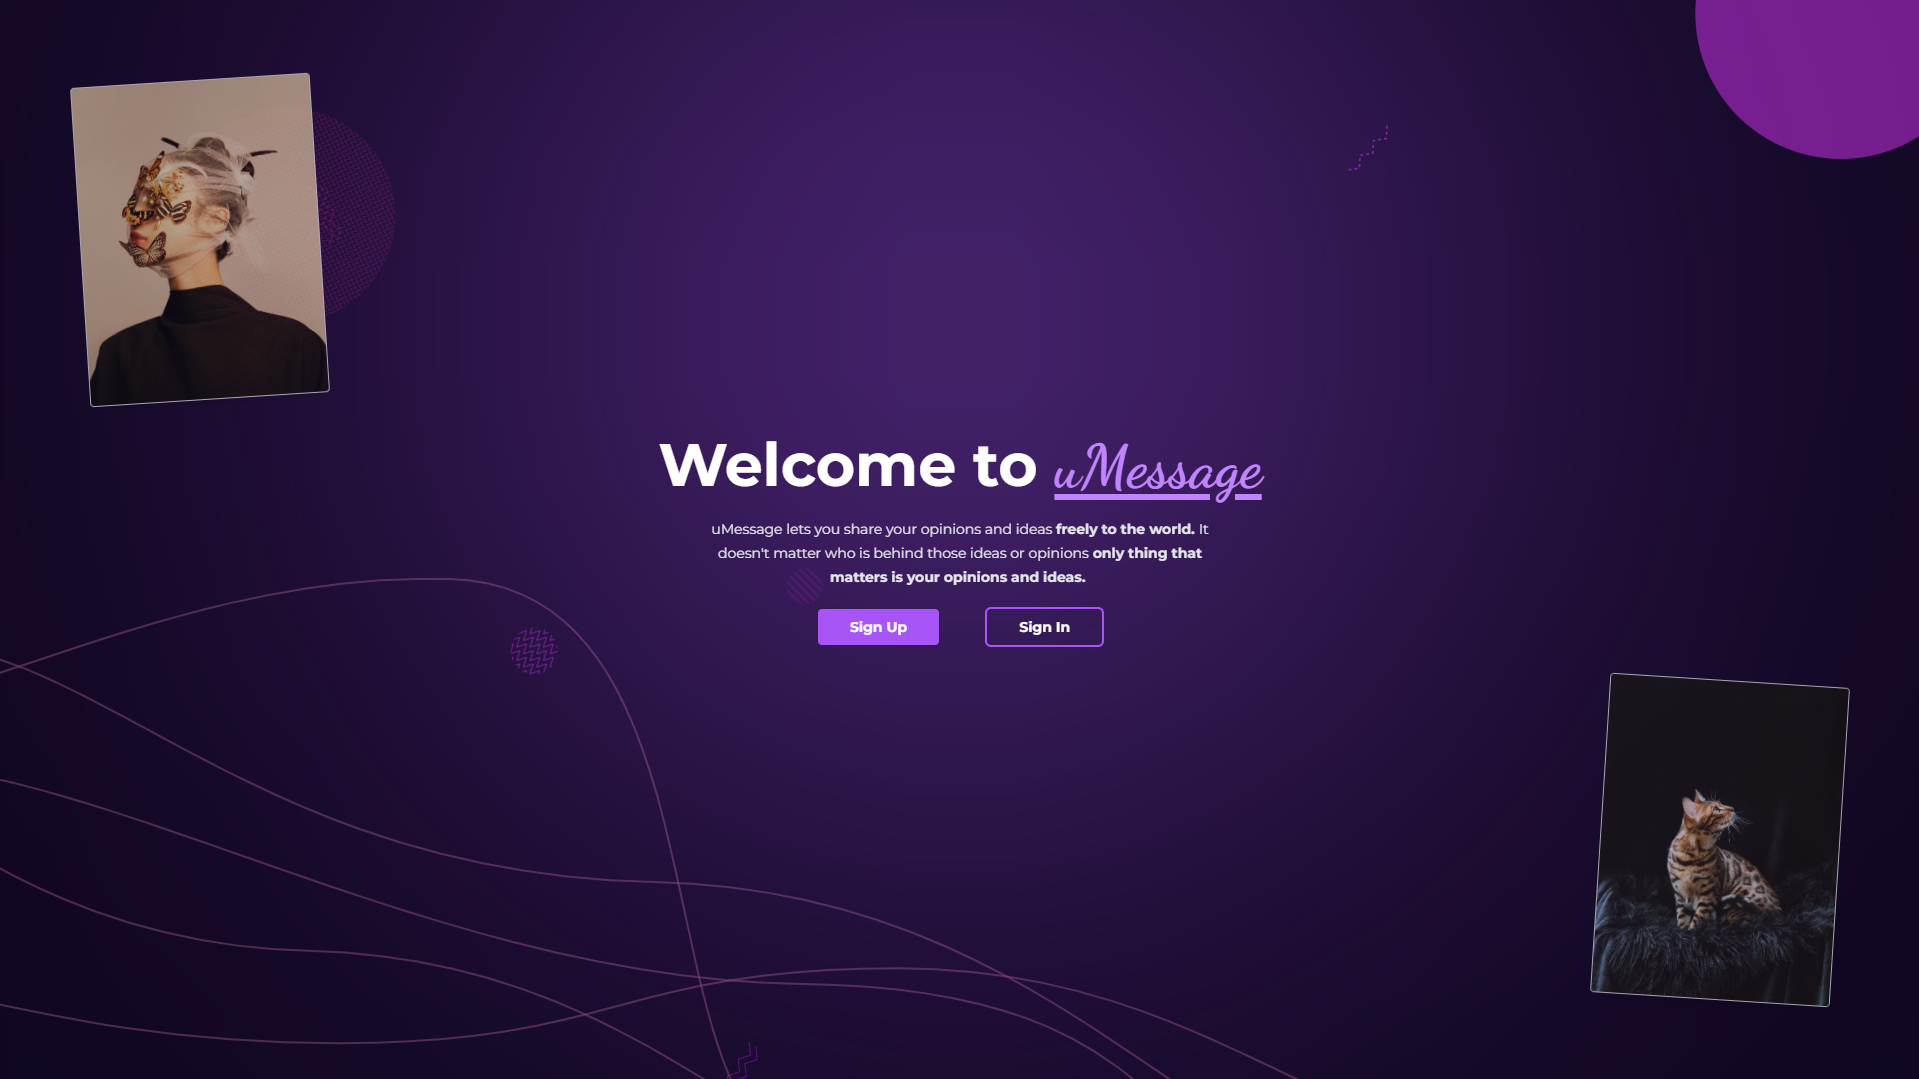 Welcome to uMessage
uMessage lets you share your opinions and ideas freely to the world. It
doesn't matter who is behind those ideas or opinions only thing that
matters is your opinions and ideas.
Sign Up Sign In